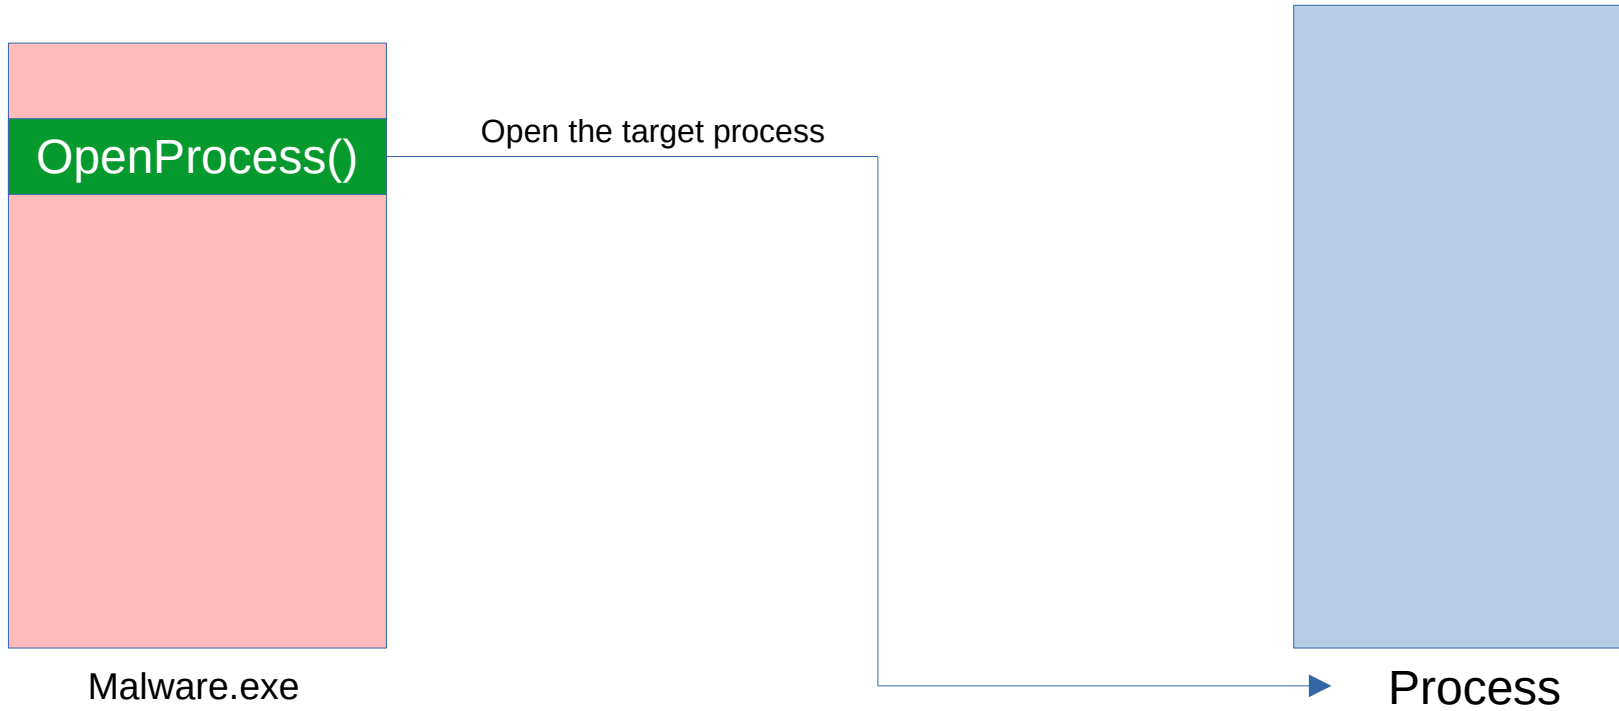 Open the target process
OpenProcess()
Malware.exe
Process